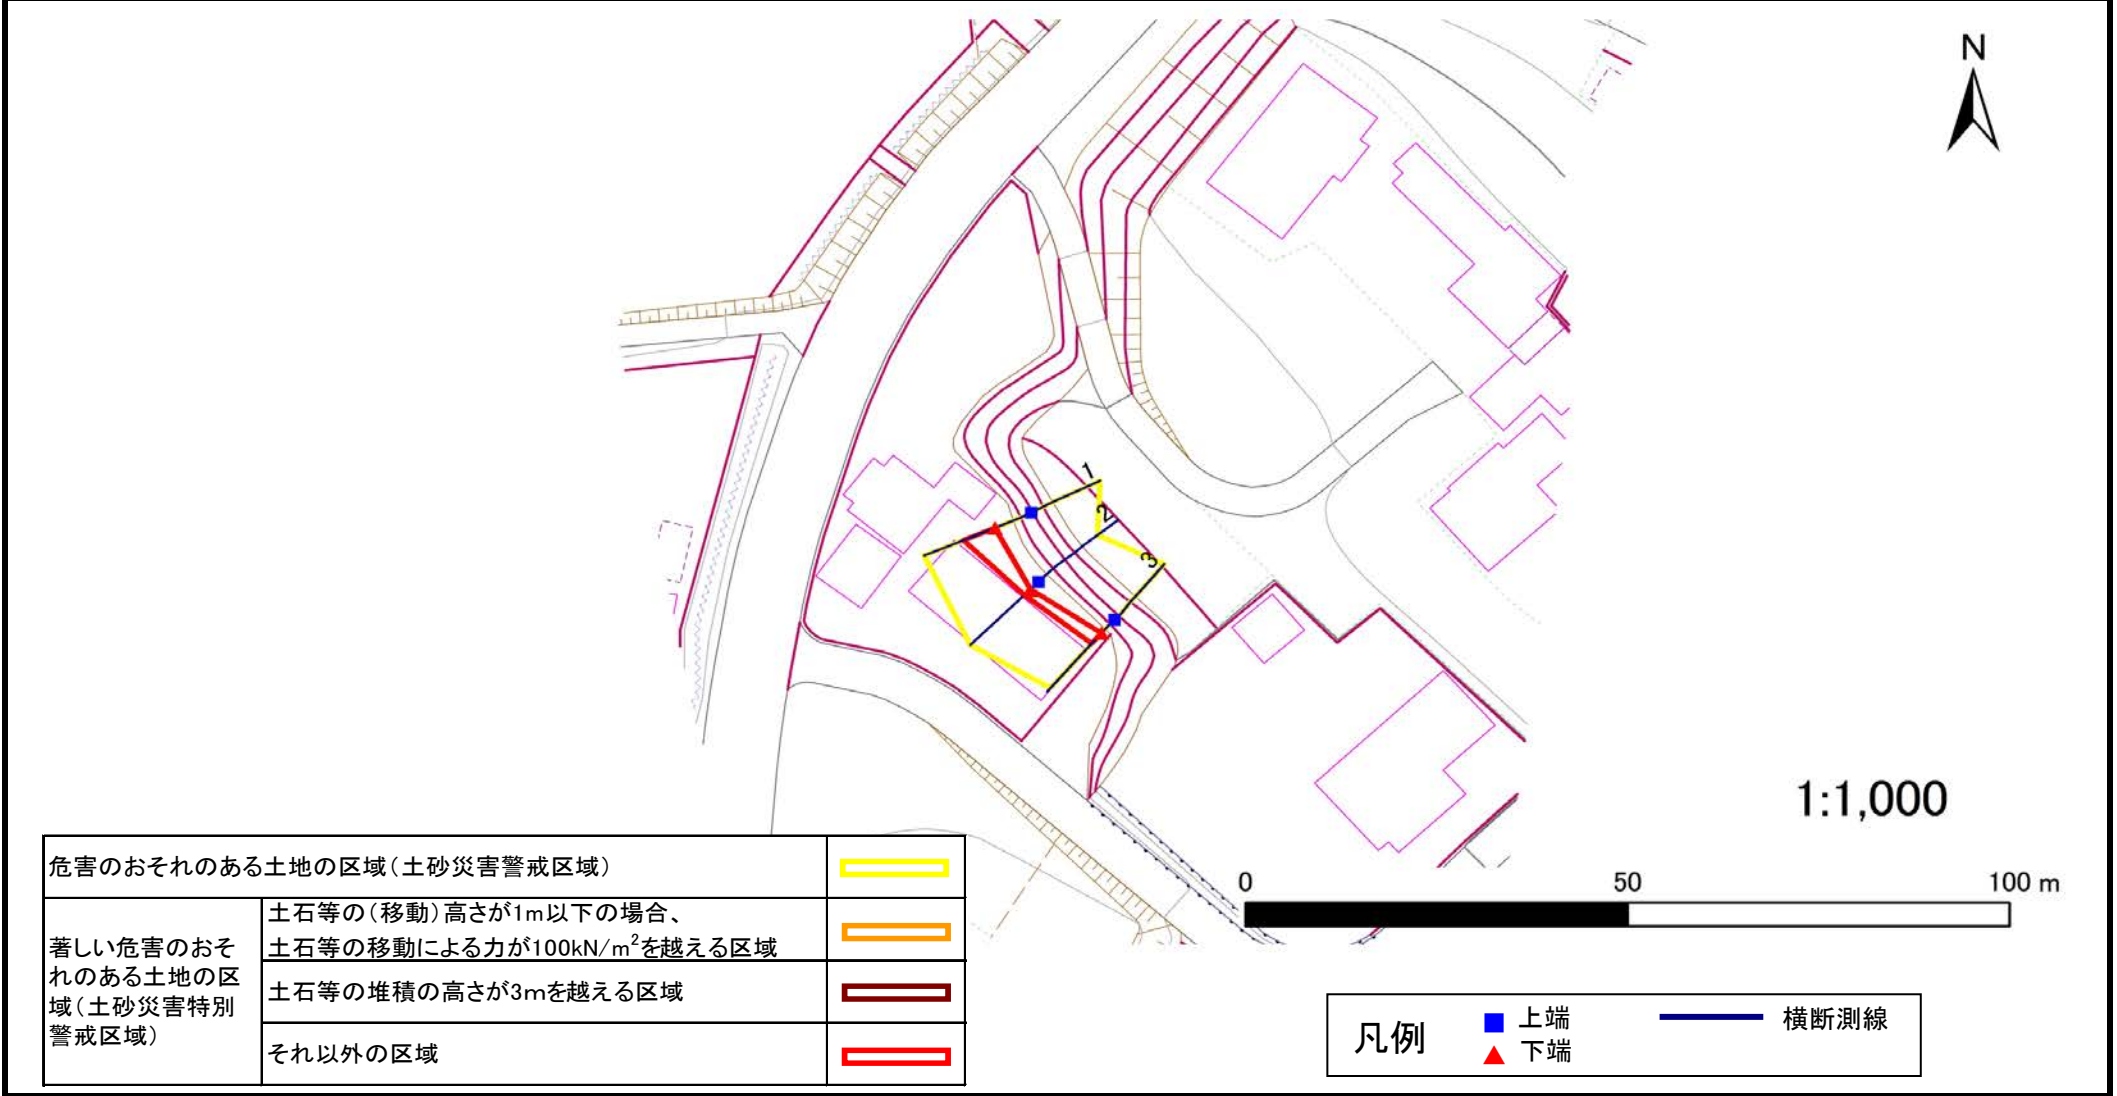 N
1
2
3
1:1,000
0 50 100 m
危害のおそれのある土地の区域(土砂災害警戒区域)
著しい危害のおそ
れのある土地の区
域(土砂災害特別
警戒区域)
土石等の(移動)高さが1m以下の場合、
土石等の移動による力が100kN/m²を越える区域
土石等の堆積の高さが3mを越える区域
それ以外の区域
凡例
上端
下端
横断測線